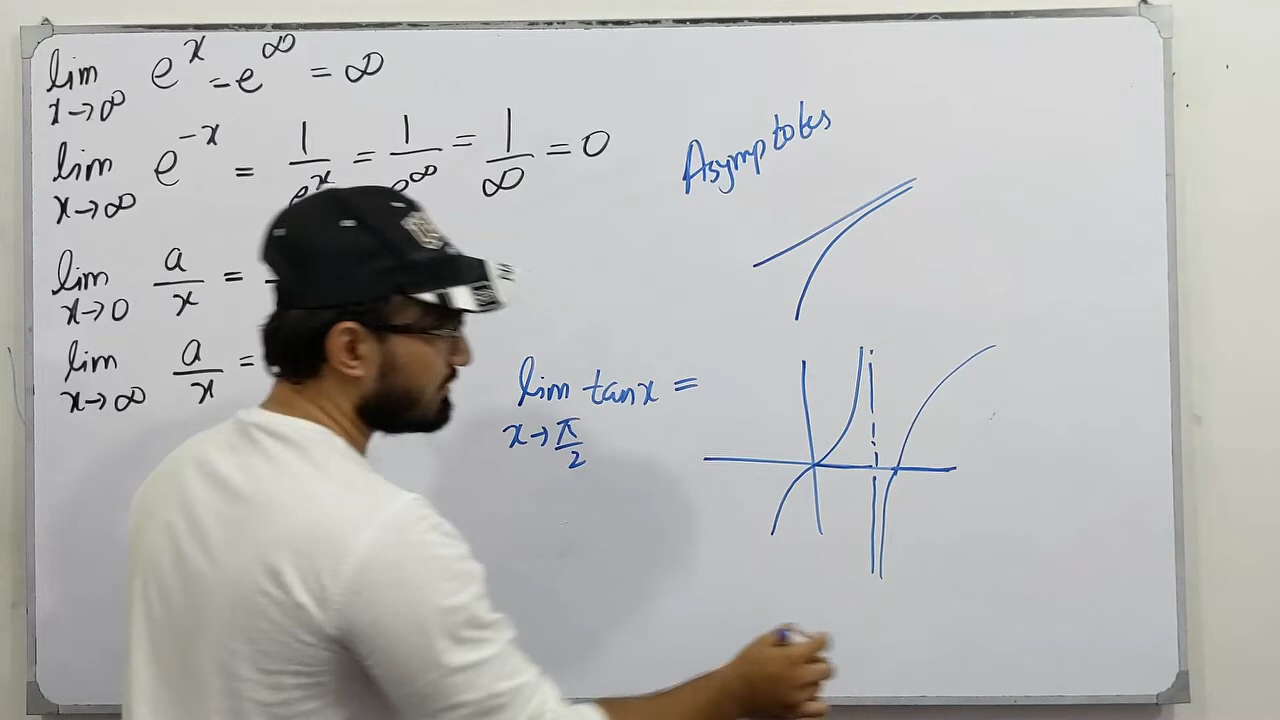 lim x→∞ e^x = e^∞ = ∞
lim x→∞ e^-x = 1/e^x = 1/e^∞ = 1/∞ = 0
lim x→0 a/x =
lim x→∞ a/x =
Asymptotes
lim x→π/2 tanx =